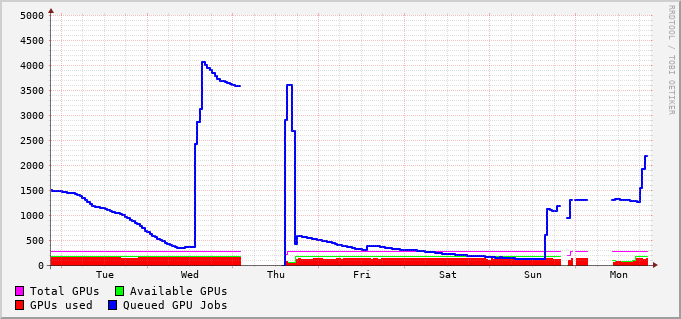 5000
4500
4000
3500
3000
2500
2000
1500
1000
500
0
Tue Wed Thu Fri Sat Sun Mon
Total GPUs Available GPUs
GPUs used Queued GPU Jobs
RRDTOOL / TOBI OETIKER